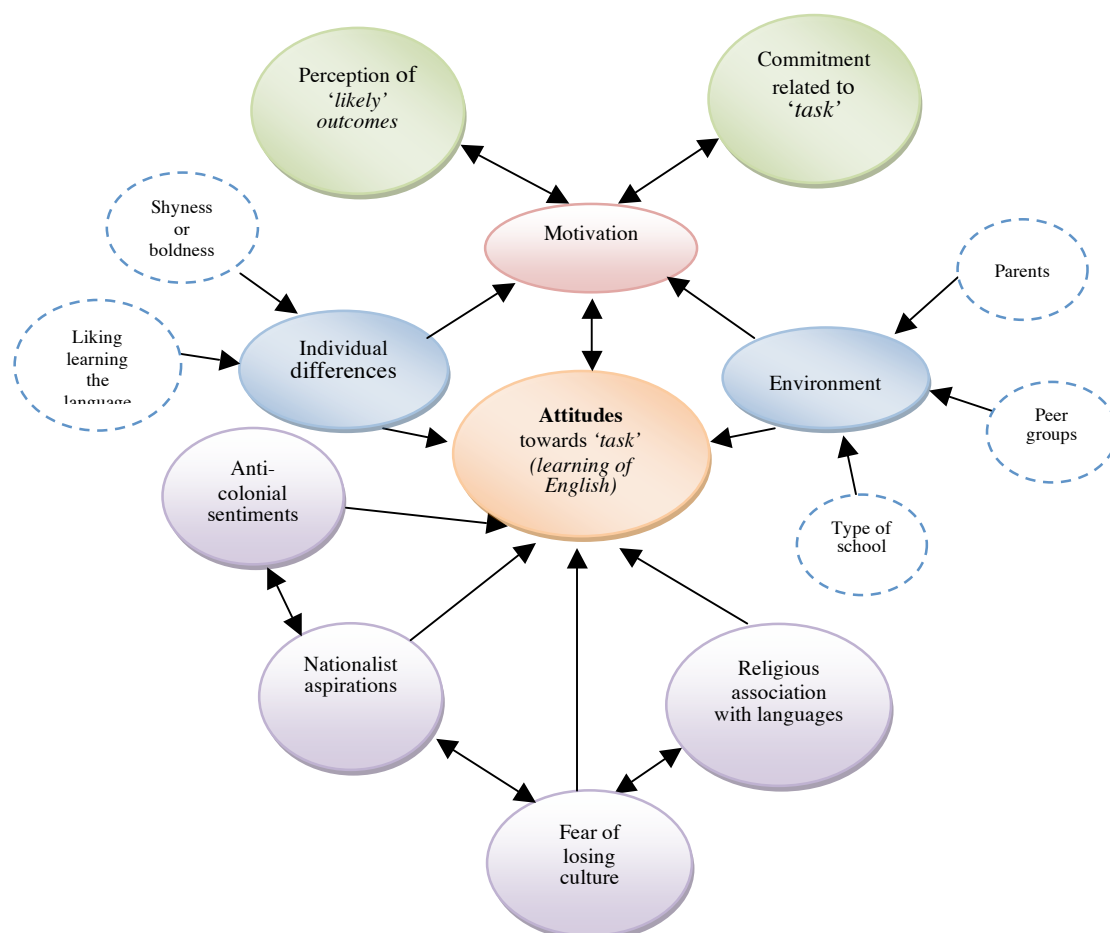 Perception of
‘likely’
outcomes
Commitment
related to
‘task’
Shyness
or
boldness
Motivation
Parents
Liking
learning
the
language
Individual
differences
Environment
Attitudes
towards ‘task’
(learning of
English)
Peer
groups
Anti-
colonial
sentiments
Type of
school
Nationalist
aspirations
Religious
association
with languages
Fear of
losing
culture